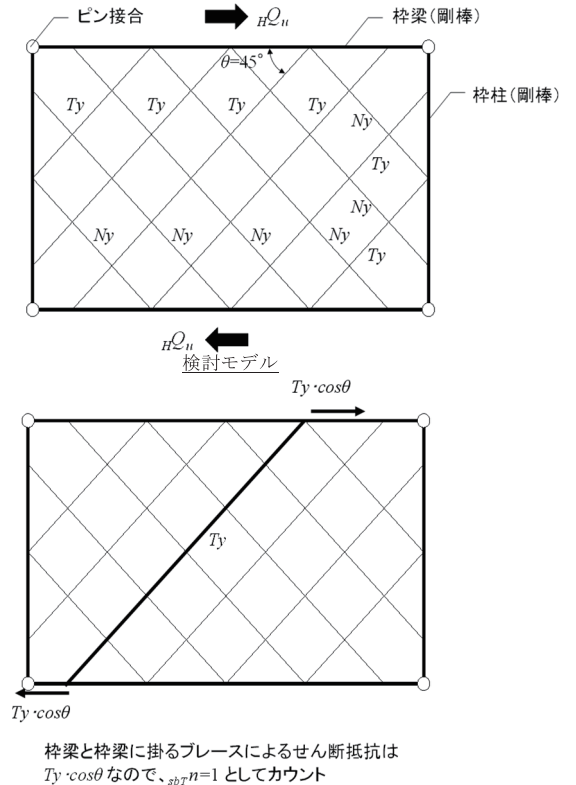 ピン接合
HQu
枠梁(剛棒)
θ=45°
枠柱(剛棒)
Ty
Ty
Ty
Ty
Ny
Ty
Ny
Ny
Ny
Ny
Ny
Ty
HQu
検討モデル
Ty・cosθ
Ty
Ty・cosθ
枠梁と枠梁に掛るブレースによるせん断抵抗は
Ty・cosθ なので、sbTn=1 としてカウント